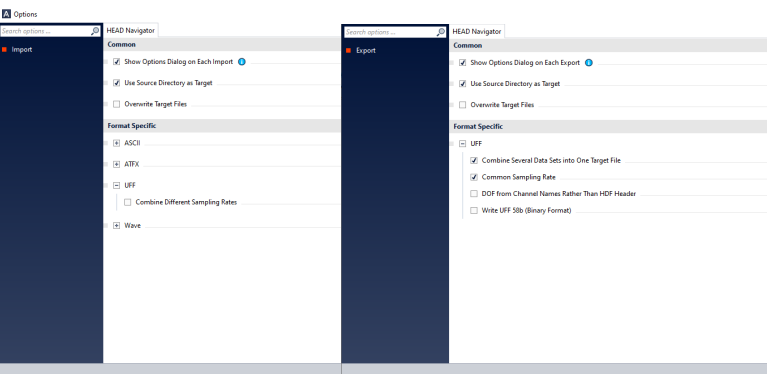 Options
Search options ...
Import
HEAD Navigator
Common
Show Options Dialog on Each Import
Use Source Directory as Target
Overwrite Target Files
Format Specific
ASCII
ATFX
UFF
Combine Different Sampling Rates
Wave
Search options ...
Export
HEAD Navigator
Common
Show Options Dialog on Each Export
Use Source Directory as Target
Overwrite Target Files
Format Specific
UFF
Combine Several Data Sets into One Target File
Common Sampling Rate
DOF from Channel Names Rather Than HDF Header
Write UFF 58b (Binary Format)